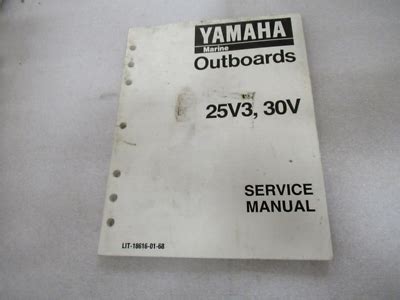 YAMAHA
Marine
Outboards
25V3, 30V
SERVICE
MANUAL
LIT-18616-01-68